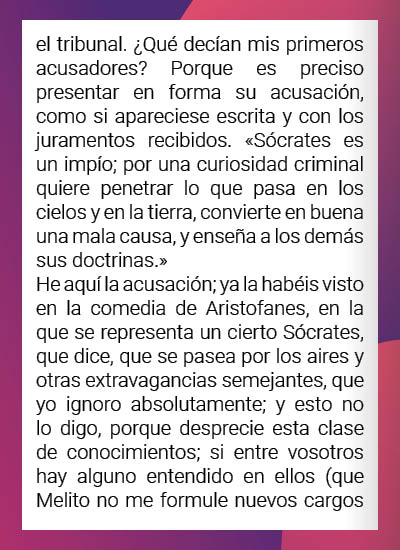 el tribunal. ¿Qué decían mis primeros
acusadores? Porque es preciso
presentar en forma su acusación,
como si apareciese escrita y con los
juramentos recibidos. «Sócrates es
un impío; por una curiosidad criminal
quiere penetrar lo que pasa en los
cielos y en la tierra, convierte en buena
una mala causa, y enseña a los demás
sus doctrinas.»
He aquí la acusación; ya la habéis visto
en la comedia de Aristofanes, en la
que se representa un cierto Sócrates,
que dice, que se pasea por los aires y
otras extravagancias semejantes, que
yo ignoro absolutamente; y esto no
lo digo, porque desprecie esta clase
de conocimientos; si entre vosotros
hay alguno entendido en ellos (que
Melito no me formule nuevos cargos